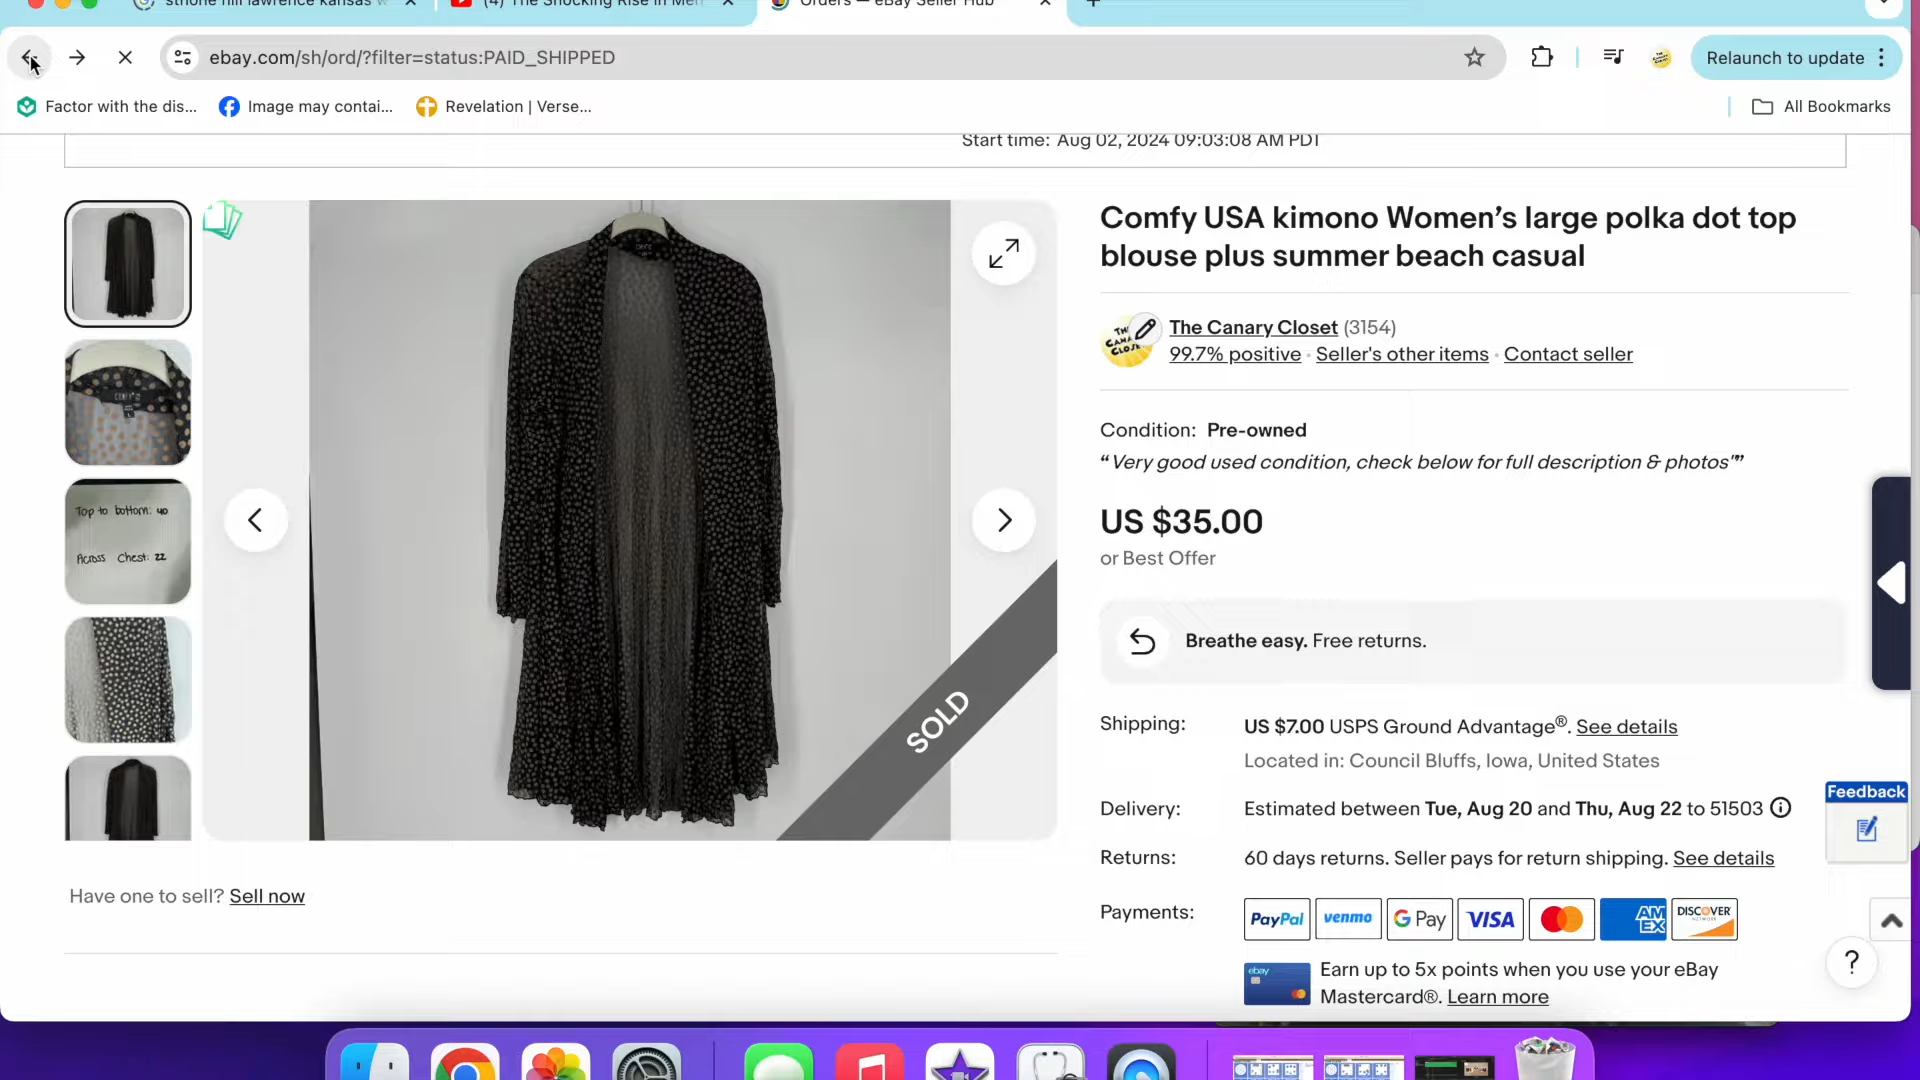 (4) The Shocking Rise in Men
Orders — eBay Seller Hub
ebay.com/sh/ord/?filter=status:PAID_SHIPPED
Relaunch to update
Factor with the dis...
Image may contai...
Revelation | Verse...
All Bookmarks
Start time: Aug 02, 2024 09:03:08 AM PDT
Comfy USA kimono Women’s large polka dot top
blouse plus summer beach casual
THE
CANARY
CLOSET
The Canary Closet (3154)
99.7% positive · Seller's other items · Contact seller
Condition: Pre-owned
“Very good used condition, check below for full description & photos"”
US $35.00
or Best Offer
Breathe easy. Free returns.
Top to bottom: 40
Across Chest: 22
SOLD
Shipping: US $7.00 USPS Ground Advantage®. See details
Located in: Council Bluffs, Iowa, United States
Delivery: Estimated between Tue, Aug 20 and Thu, Aug 22 to 51503
Returns: 60 days returns. Seller pays for return shipping. See details
Payments: PayPal venmo G Pay VISA AM EX DISCOVER
ebay Earn up to 5x points when you use your eBay
Mastercard®. Learn more
Have one to sell? Sell now
Feedback
?